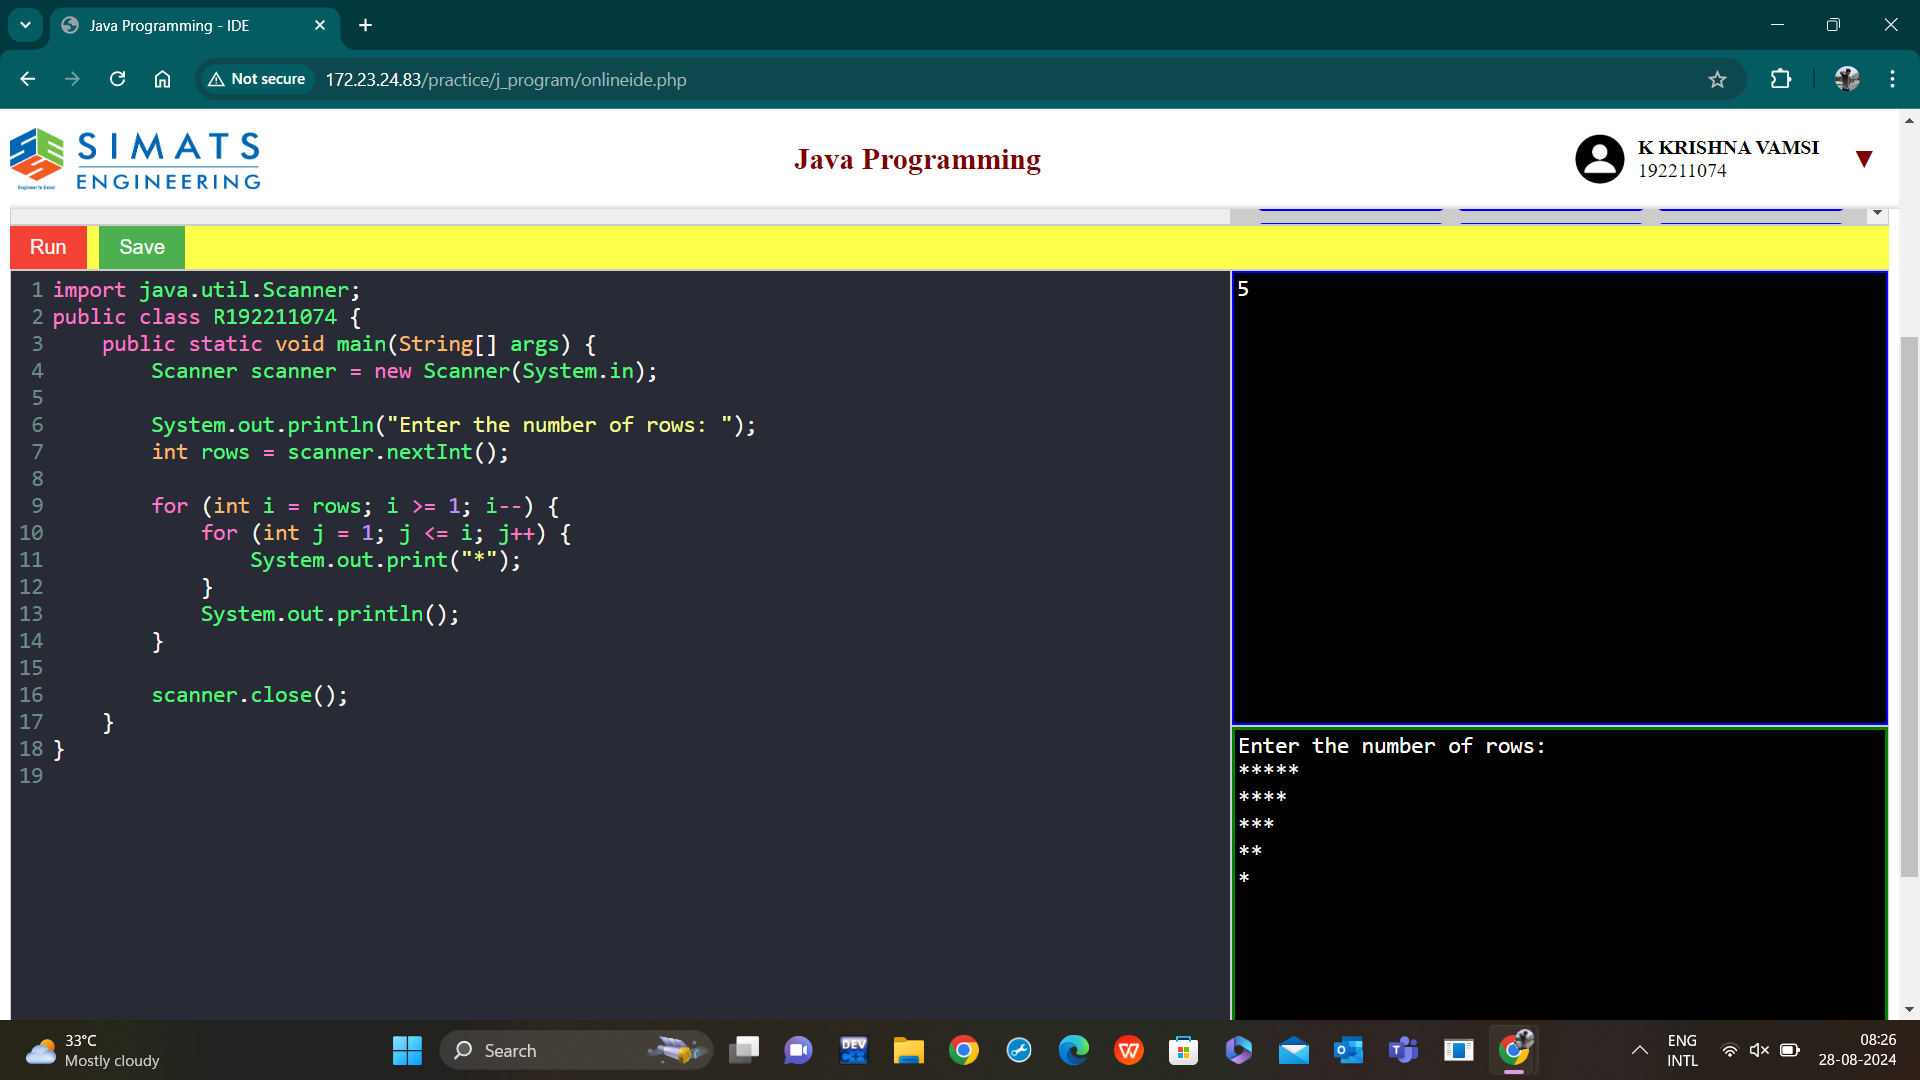 Java Programming - IDE
Not secure
172.23.24.83/practice/j_program/onlineide.php
SIMATS
ENGINEERING
Engineer to Excel
Java Programming
K KRISHNA VAMSI
192211074
Run
Save
1 import java.util.Scanner;
2 public class R192211074 {
3     public static void main(String[] args) {
4         Scanner scanner = new Scanner(System.in);
5
6         System.out.println("Enter the number of rows: ");
7         int rows = scanner.nextInt();
8
9         for (int i = rows; i >= 1; i--) {
10             for (int j = 1; j <= i; j++) {
11                 System.out.print("*");
12             }
13             System.out.println();
14         }
15
16         scanner.close();
17     }
18 }
19
5
Enter the number of rows:
*****
****
***
**
*
33°C
Mostly cloudy
Search
DEV
C++
ENG
INTL
08:26
28-08-2024